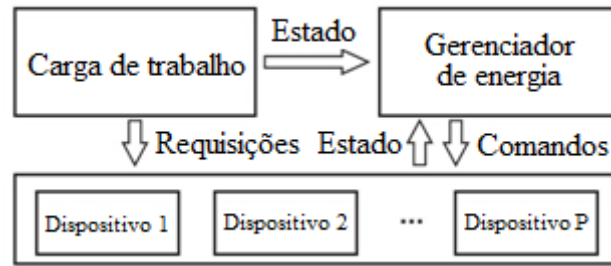 Estado
Carga de trabalho
Gerenciador
de energia
Requisições
Estado
Comandos
Dispositivo 1
Dispositivo 2
...
Dispositivo P